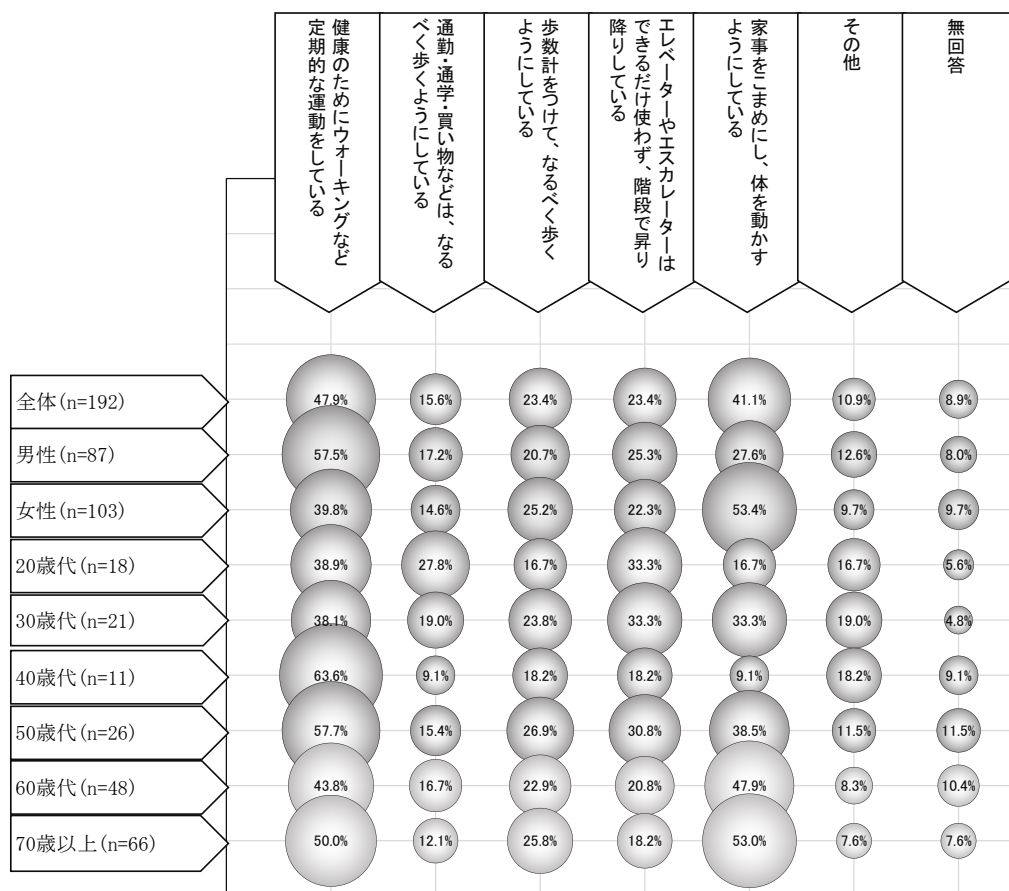 健康のためにウオーキングなど
定期的な運動をしている
通勤・通学・買い物などは、なる
べく歩くようにしている
歩数計をつけて、なるべく歩く
ようにしている
エレベーターやエスカレーターは
できるだけ使わず、階段で昇り
降りしている
家事をこまめにし、体を動かす
ようにしている
その他
無回答
全体(n=192) 47.9% 15.6% 23.4% 23.4% 41.1% 10.9% 8.9%
男性(n=87) 57.5% 17.2% 20.7% 25.3% 27.6% 12.6% 8.0%
女性(n=103) 39.8% 14.6% 25.2% 22.3% 53.4% 9.7% 9.7%
20歳代(n=18) 38.9% 27.8% 16.7% 33.3% 16.7% 16.7% 5.6%
30歳代(n=21) 38.1% 19.0% 23.8% 33.3% 33.3% 19.0% 4.8%
40歳代(n=11) 63.6% 9.1% 18.2% 18.2% 9.1% 18.2% 9.1%
50歳代(n=26) 57.7% 15.4% 26.9% 30.8% 38.5% 11.5% 11.5%
60歳代(n=48) 43.8% 16.7% 22.9% 20.8% 47.9% 8.3% 10.4%
70歳以上(n=66) 50.0% 12.1% 25.8% 18.2% 53.0% 7.6% 7.6%